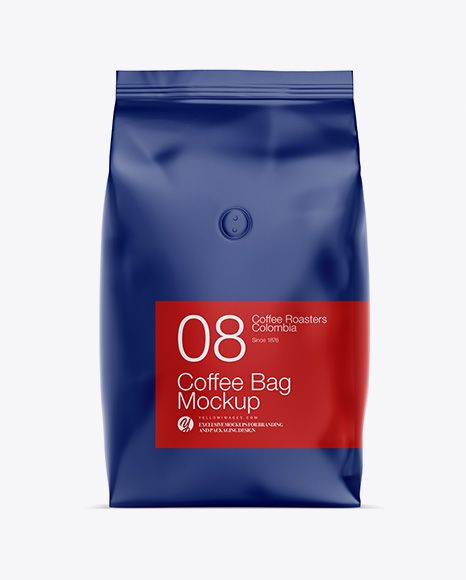 08
Coffee Roasters
Colombia
Since 1876
Coffee Bag
Mockup
YELLOWIMAGES.COM
EXCLUSIVE MOCKUPS FOR BRANDING
AND PACKAGING DESIGN